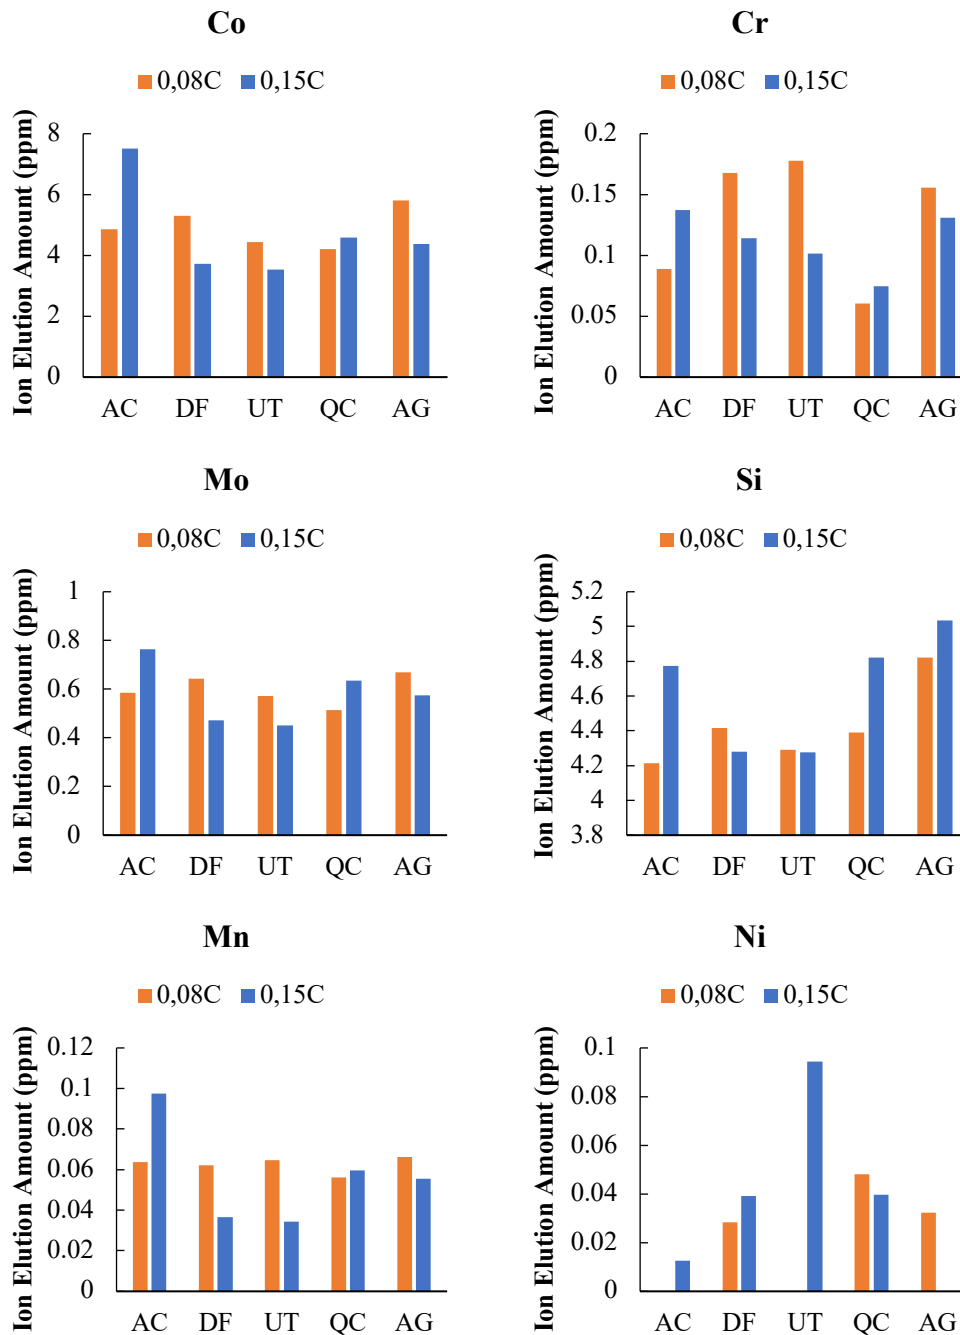 Co
0,08C 0,15C
Ion Elution Amount (ppm)
8
6
4
2
0
AC DF UT QC AG
Cr
0,08C 0,15C
Ion Elution Amount (ppm)
0.2
0.15
0.1
0.05
0
AC DF UT QC AG
Mo
0,08C 0,15C
Ion Elution Amount (ppm)
1
0.8
0.6
0.4
0.2
0
AC DF UT QC AG
Si
0,08C 0,15C
Ion Elution Amount (ppm)
5.2
5
4.8
4.6
4.4
4.2
4
3.8
AC DF UT QC AG
Mn
0,08C 0,15C
Ion Elution Amount (ppm)
0.12
0.1
0.08
0.06
0.04
0.02
0
AC DF UT QC AG
Ni
0,08C 0,15C
Ion Elution Amount (ppm)
0.1
0.08
0.06
0.04
0.02
0
AC DF UT QC AG